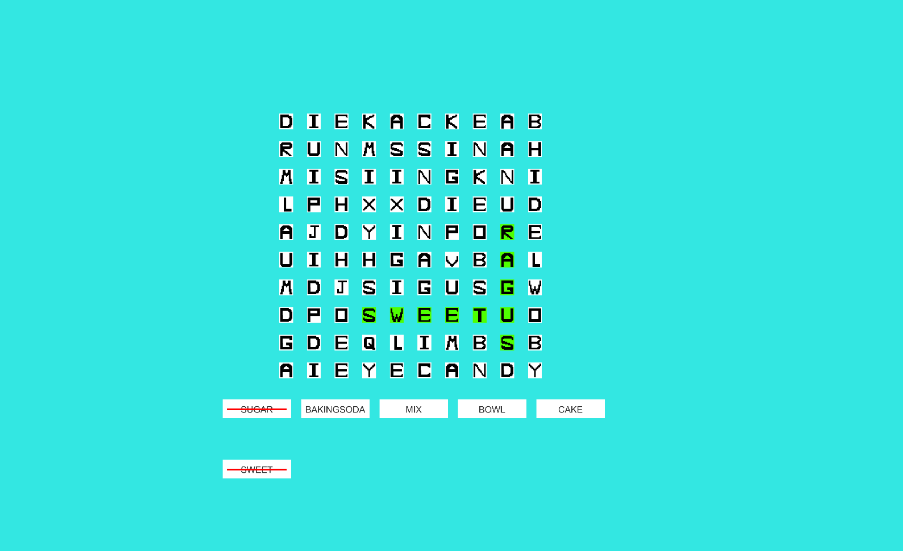 D I E K A C K E A B
R U N M S S I N A H
M I S I I N G K N I
L P H X X D I E U D
A J D Y I N P O R E
U I H H G A V B A L
M D J S I G U S G W
D P O S W E E T U O
G D E Q L I M B S B
A I E Y E C A N D Y
SUGAR BAKINGSODA MIX BOWL CAKE
SWEET